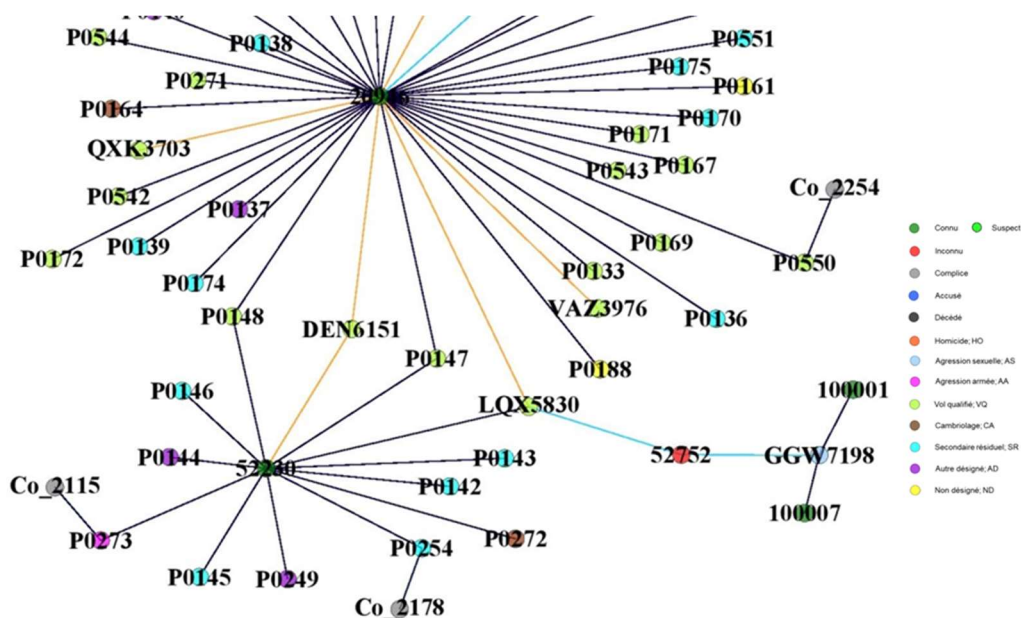 P0544
P0138
P0551
P0175
P0271
P0161
P0164
P0170
P0171
QXK3703
P0543
P0167
Co_2254
P0542
P0137
P0139
P0169
P0172
P0550
P0133
P0174
VAZ3976
P0148
DEN6151
P0136
P0147
P0188
P0146
LQX5830
100001
P0144
52230
P0143
52752
GGW7198
Co_2115
P0142
100007
P0273
P0254
P0272
P0145
P0249
Co_2178
Connu Suspect
Inconnu
Complice
Accusé
Décédé
Homicide; HO
Agression sexuelle; AS
Agression armée; AA
Vol qualifié; VQ
Cambriolage; CA
Secondaire résiduel; SR
Autre désigné; AD
Non désigné; ND